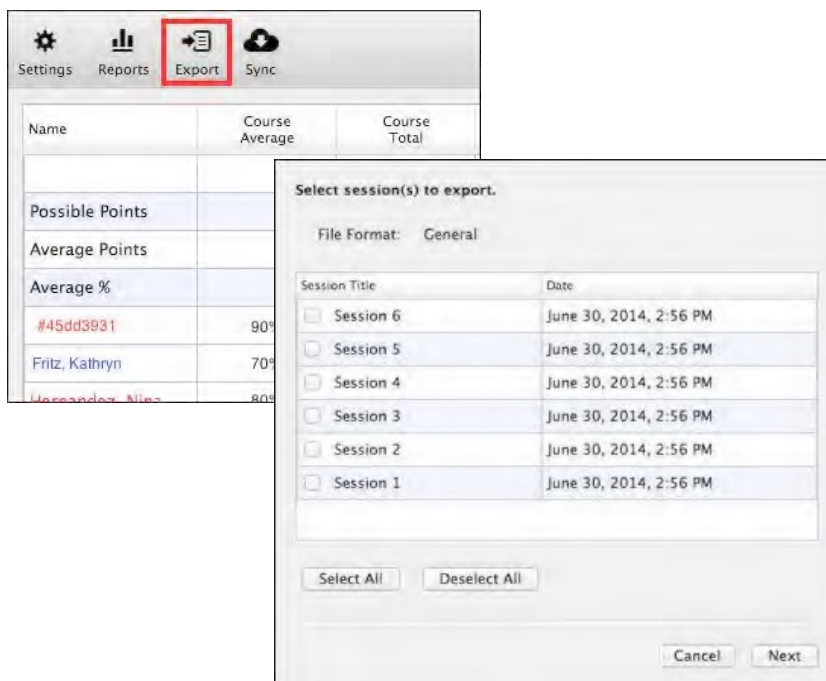 Settings Reports Export Sync
Name Course Average Course Total
Possible Points
Average Points
Average %
#45dd3931 90%
Fritz, Kathryn 70%
Hernandez, Nina 80%
Select session(s) to export.
File Format: General
Session Title Date
Session 6 June 30, 2014, 2:56 PM
Session 5 June 30, 2014, 2:56 PM
Session 4 June 30, 2014, 2:56 PM
Session 3 June 30, 2014, 2:56 PM
Session 2 June 30, 2014, 2:56 PM
Session 1 June 30, 2014, 2:56 PM
Select All Deselect All
Cancel Next